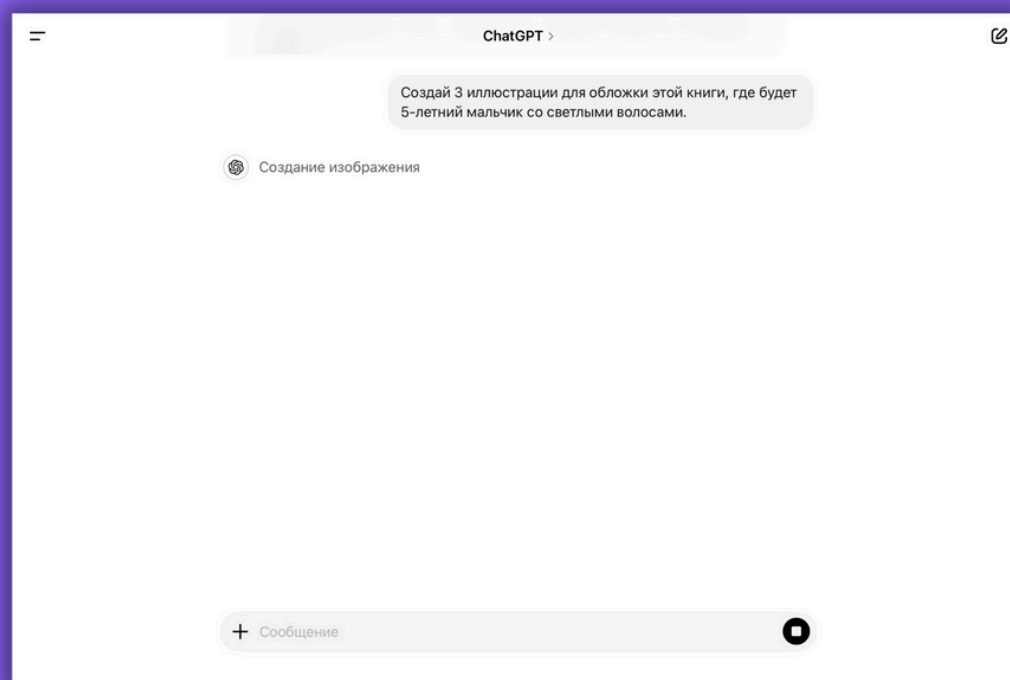 ChatGPT
Создай 3 иллюстрации для обложки этой книги, где будет
5-летний мальчик со светлыми волосами.
Создание изображения
Сообщение